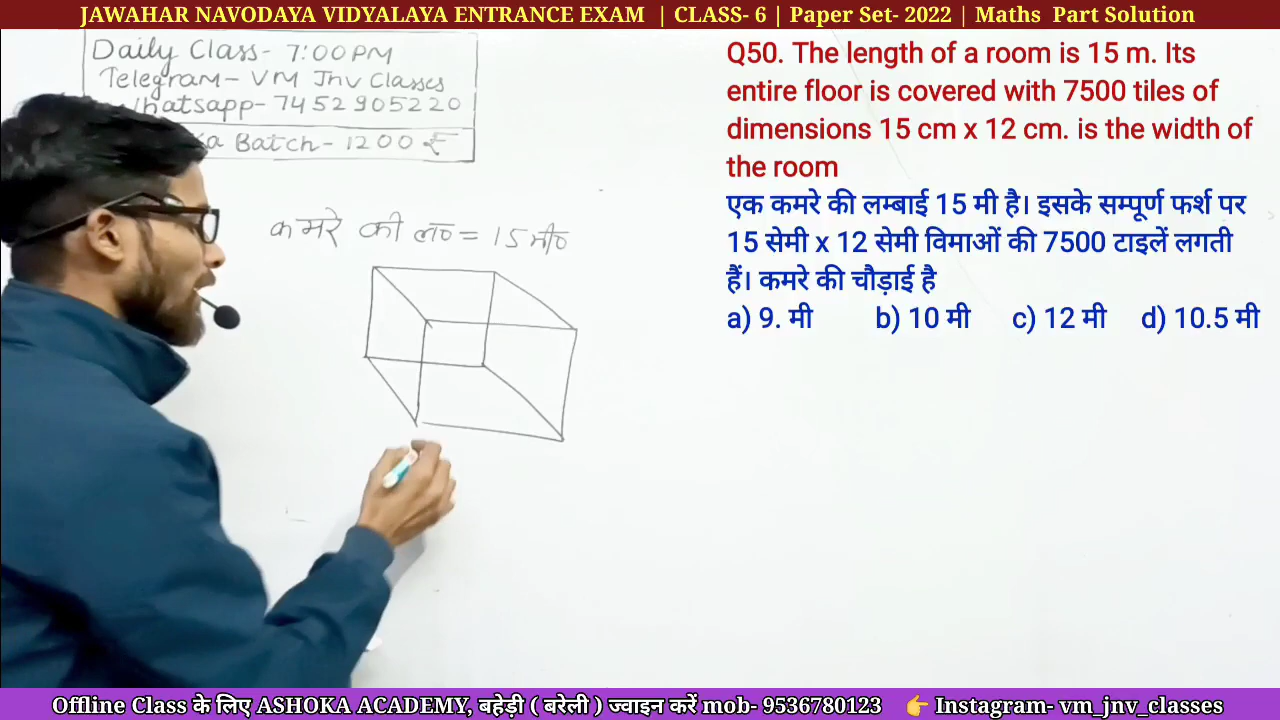 JAWAHAR NAVODAYA VIDYALAYA ENTRANCE EXAM | CLASS- 6 | Paper Set- 2022 | Maths Part Solution
Daily Class- 7:00PM
Telegram- VM Jnv Classes
Whatsapp- 7452905220
Batch- 1200 ₹
कमरे की ल० = 15मी०
Q50. The length of a room is 15 m. Its
entire floor is covered with 7500 tiles of
dimensions 15 cm x 12 cm. is the width of
the room
एक कमरे की लम्बाई 15 मी है। इसके सम्पूर्ण फर्श पर
15 सेमी x 12 सेमी विमाओं की 7500 टाइलें लगती
हैं। कमरे की चौड़ाई है
a) 9. मी b) 10 मी c) 12 मी d) 10.5 मी
Offline Class के लिए ASHOKA ACADEMY, बहेड़ी ( बरेली ) ज्वाइन करें mob- 9536780123 👉 Instagram- vm_jnv_classes